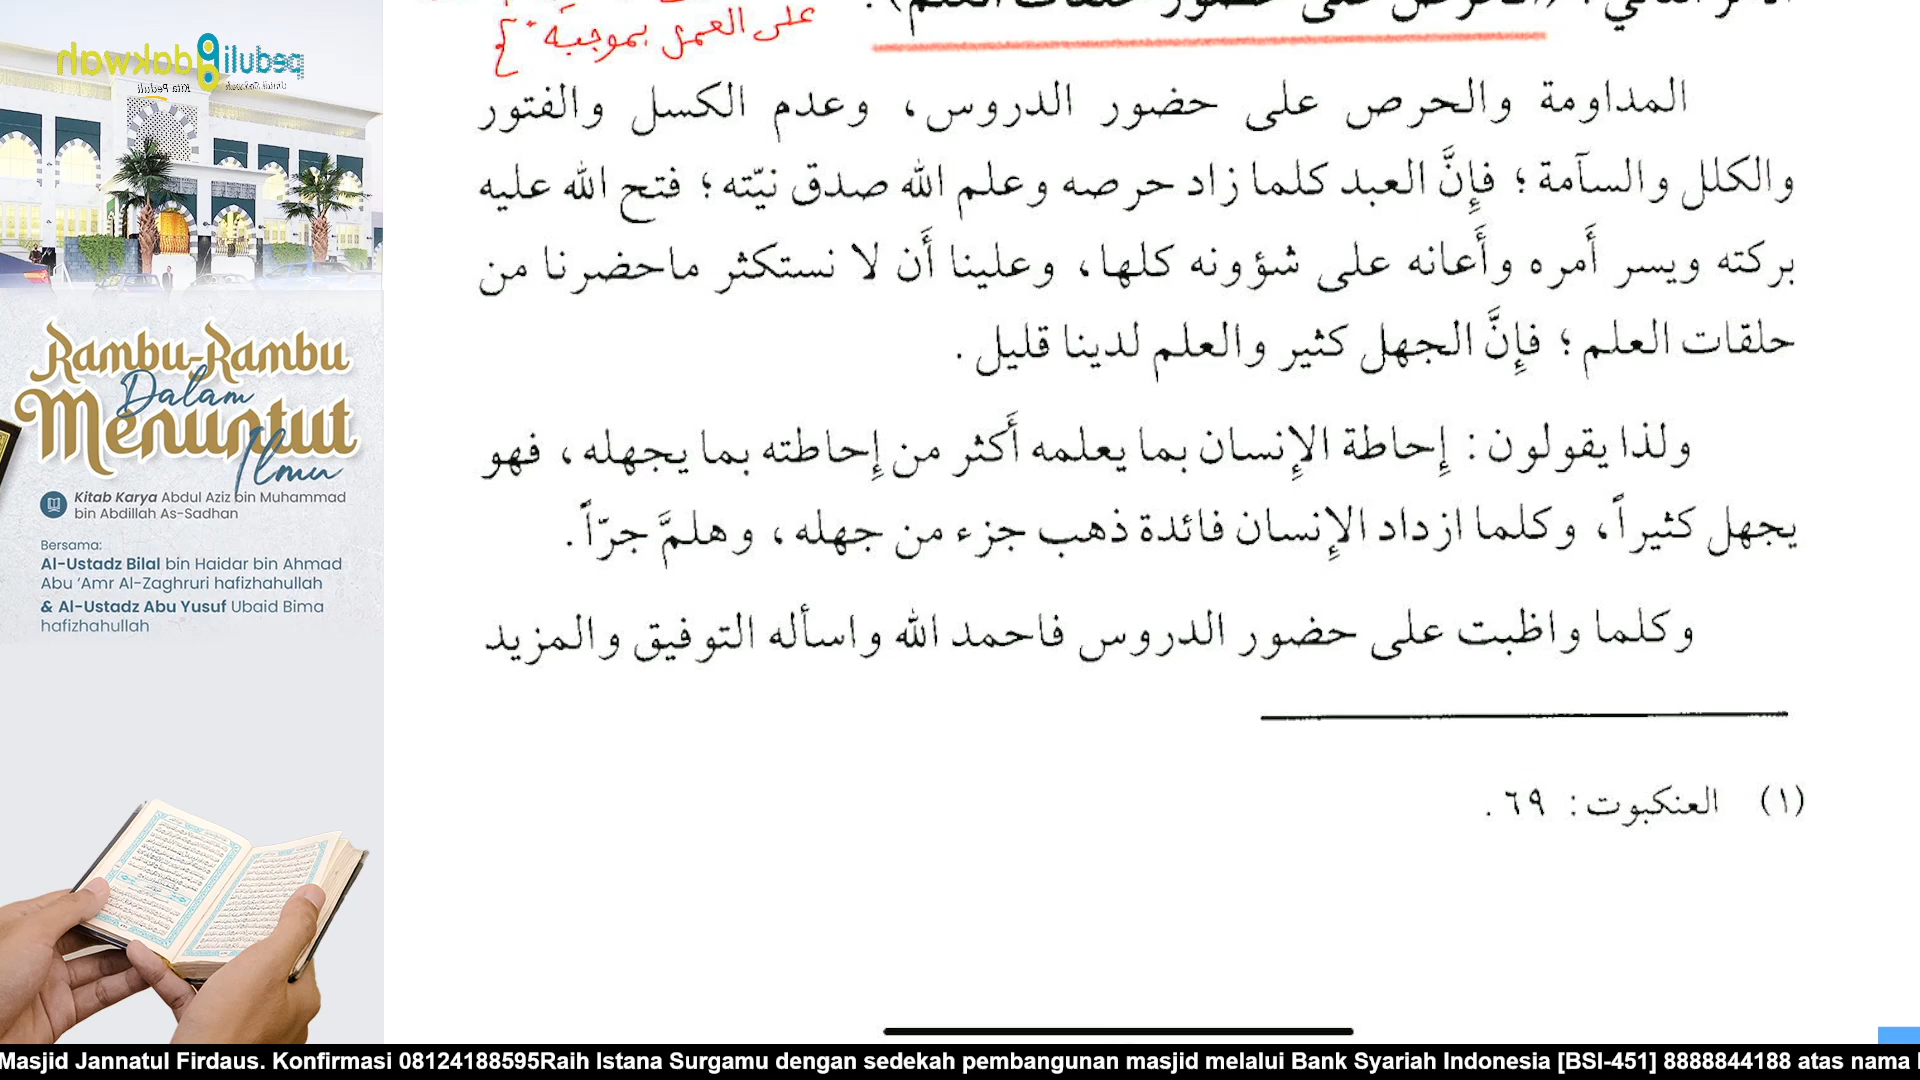 pedulidakwah
Kita Peduli
Rambu-Rambu
Dalam
Menuntut
Ilmu
Kitab Karya Abdul Aziz bin Muhammad
bin Abdillah As-Sadhan
Bersama:
Al-Ustadz Bilal bin Haidar bin Ahmad
Abu ‘Amr Al-Zaghruri hafizhahullah
& Al-Ustadz Abu Yusuf Ubaid Bima
hafizhahullah
على العمل بموجبه
المداومة والحرص على حضور الدروس، وعدم الكسل والفتور
والكلل والسآمة؛ فإِنَّ العبد كلما زاد حرصه وعلم الله صدق نيّته؛ فتح الله عليه
بركته ويسر أَمره وأَعانه على شؤونه كلها، وعلينا أَن لا نستكثر ماحضرنا من
حلقات العلم؛ فإِنَّ الجهل كثير والعلم لدينا قليل.
ولذا يقولون: إِحاطة الإِنسان بما يعلمه أَكثر من إِحاطته بما يجهله، فهو
يجهل كثيراً، وكلما ازداد الإِنسان فائدة ذهب جزء من جهله، وهلمَّ جرّاً.
وكلما واظبت على حضور الدروس فاحمد الله واسأله التوفيق والمزيد
(١) العنكبوت: ٦٩.
Masjid Jannatul Firdaus. Konfirmasi 08124188595Raih Istana Surgamu dengan sedekah pembangunan masjid melalui Bank Syariah Indonesia [BSI-451] 8888844188 atas nama